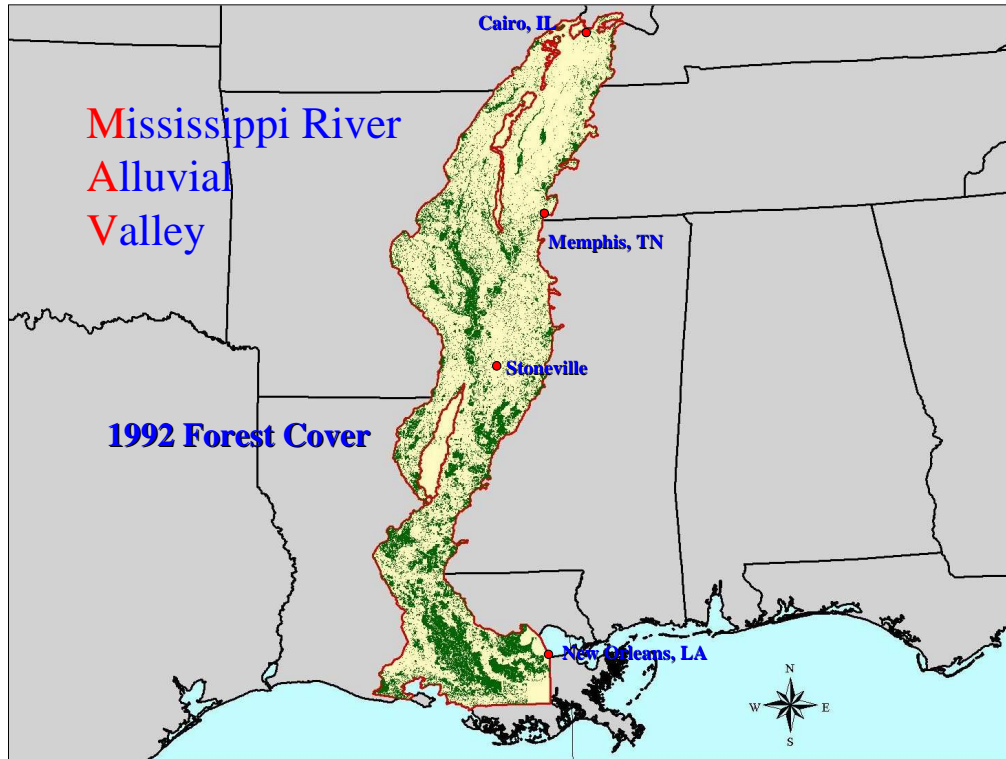 Cairo, IL
Mississippi River
Alluvial
Valley
Memphis, TN
Stoneville
1992 Forest Cover
New Orleans, LA
N
W E
S